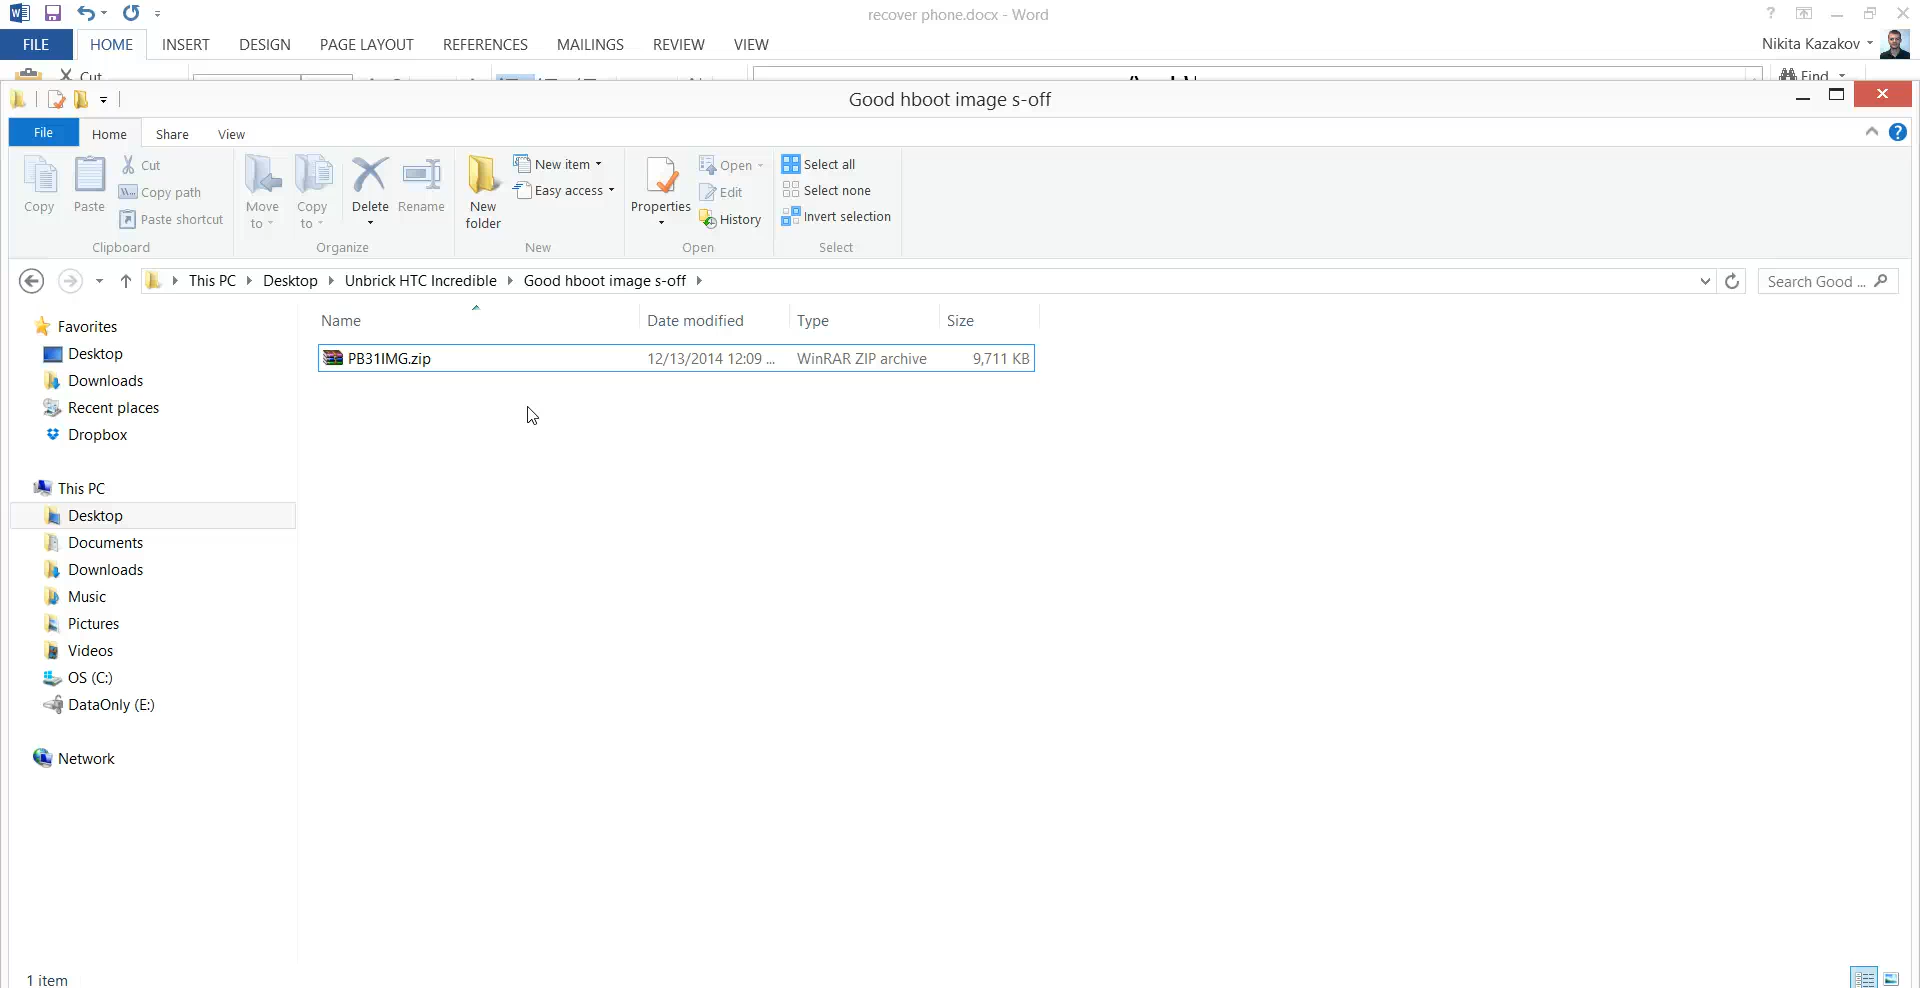 recover phone.docx - Word
FILE HOME INSERT DESIGN PAGE LAYOUT REFERENCES MAILINGS REVIEW VIEW Nikita Kazakov
Cut Find
Good hboot image s-off
File Home Share View
Copy
Paste
Cut
Copy path
Paste shortcut
Clipboard
Move
to
Copy
to
Delete
Rename
Organize
New
folder
New item
Easy access
New
Properties
Open
Edit
History
Open
Select all
Select none
Invert selection
Select
This PC Desktop Unbrick HTC Incredible Good hboot image s-off Search Good ...
Favorites
Desktop
Downloads
Recent places
Dropbox
This PC
Desktop
Documents
Downloads
Music
Pictures
Videos
OS (C:)
DataOnly (E:)
Network
Name Date modified Type Size
PB31IMG.zip 12/13/2014 12:09 ... WinRAR ZIP archive 9,711 KB
1 item